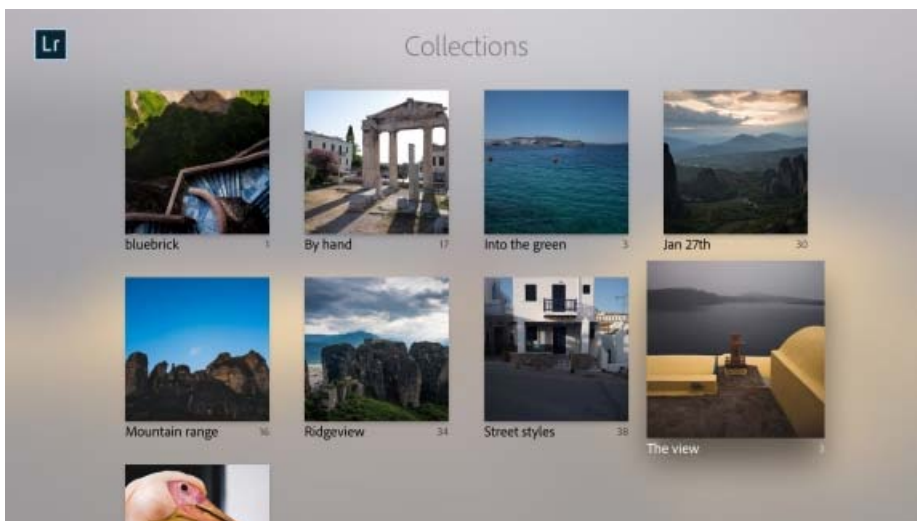 Lr
Collections
bluebrick 1
By hand 17
Into the green 3
Jan 27th 30
Mountain range 16
Ridgeview 34
Street styles 38
The view 3